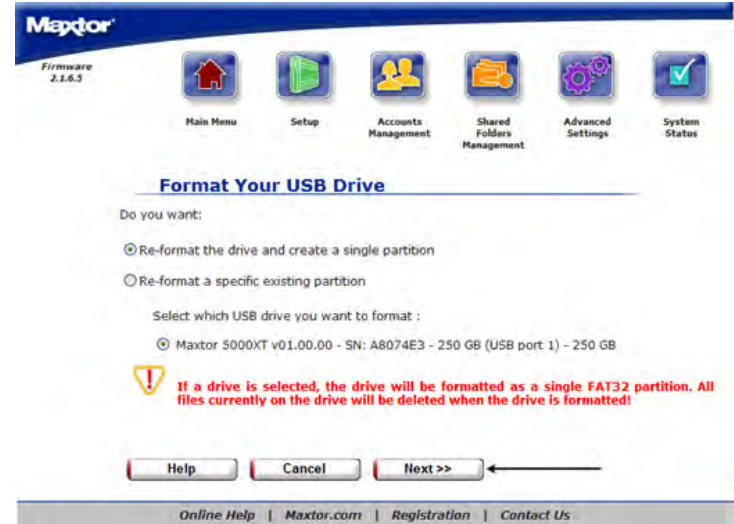 Maxtor
Firmware
2.1.6.5
Main Menu
Setup
Accounts
Management
Shared
Folders
Management
Advanced
Settings
System
Status
Format Your USB Drive
Do you want:
Re-format the drive and create a single partition
Re-format a specific existing partition
Select which USB drive you want to format :
Maxtor 5000XT v01.00.00 - SN: A8074E3 - 250 GB (USB port 1) - 250 GB
If a drive is selected, the drive will be formatted as a single FAT32 partition. All
files currently on the drive will be deleted when the drive is formatted!
Help
Cancel
Next >>
Online Help | Maxtor.com | Registration | Contact Us